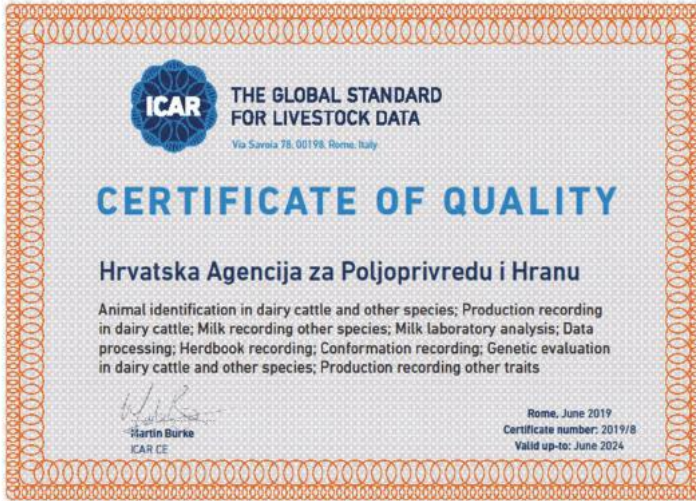 ICAR
THE GLOBAL STANDARD
FOR LIVESTOCK DATA
Via Savoia 78, 00198, Rome, Italy
CERTIFICATE OF QUALITY
Hrvatska Agencija za Poljoprivredu i Hranu
Animal identification in dairy cattle and other species; Production recording
in dairy cattle; Milk recording other species; Milk laboratory analysis; Data
processing; Herdbook recording; Conformation recording; Genetic evaluation
in dairy cattle and other species; Production recording other traits
Martin Burke
ICAR CE
Rome, June 2019
Certificate number: 2019/8
Valid up-to: June 2024